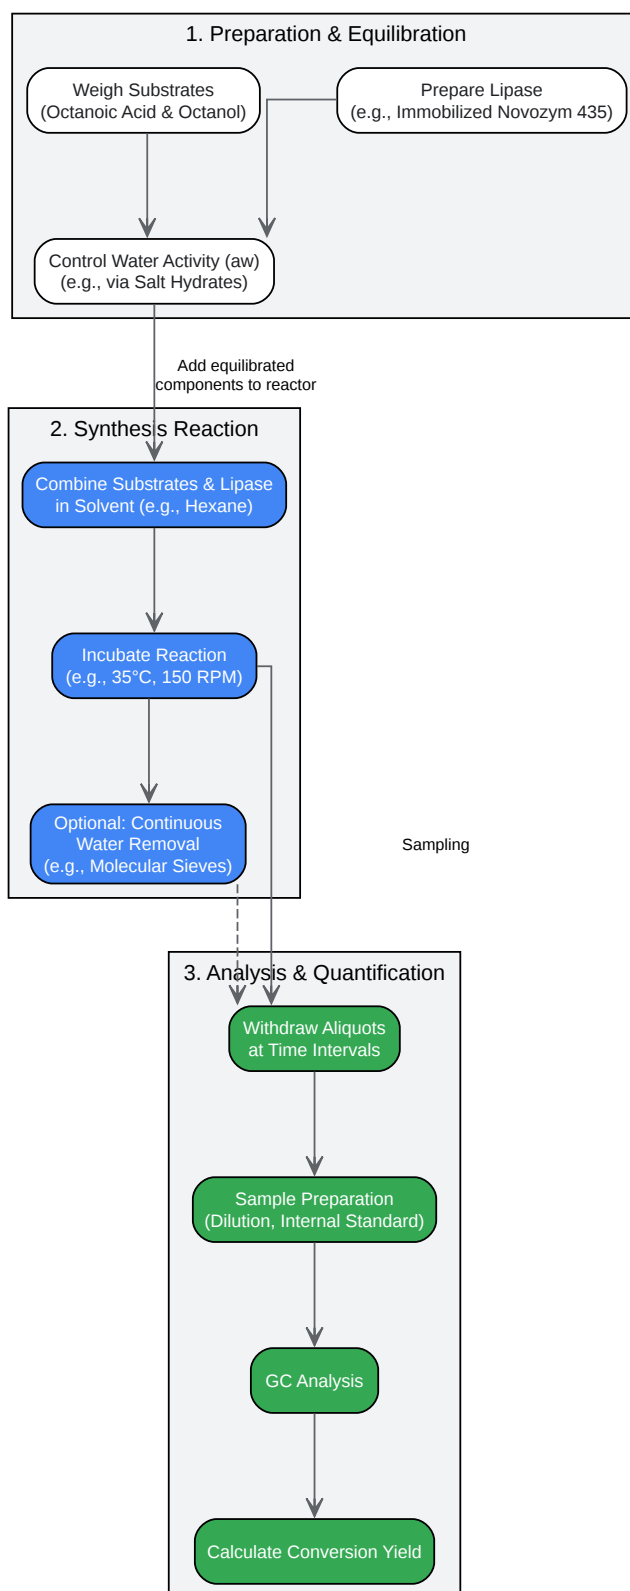 1. Preparation & Equilibration
Weigh Substrates
(Octanoic Acid & Octanol)
Prepare Lipase
(e.g., Immobilized Novozym 435)
Control Water Activity (aw)
(e.g., via Salt Hydrates)
Add equilibrated
components to reactor
2. Synthesis Reaction
Combine Substrates & Lipase
in Solvent (e.g., Hexane)
Incubate Reaction
(e.g., 35°C, 150 RPM)
Optional: Continuous
Water Removal
(e.g., Molecular Sieves)
Sampling
3. Analysis & Quantification
Withdraw Aliquots
at Time Intervals
Sample Preparation
(Dilution, Internal Standard)
GC Analysis
Calculate Conversion Yield